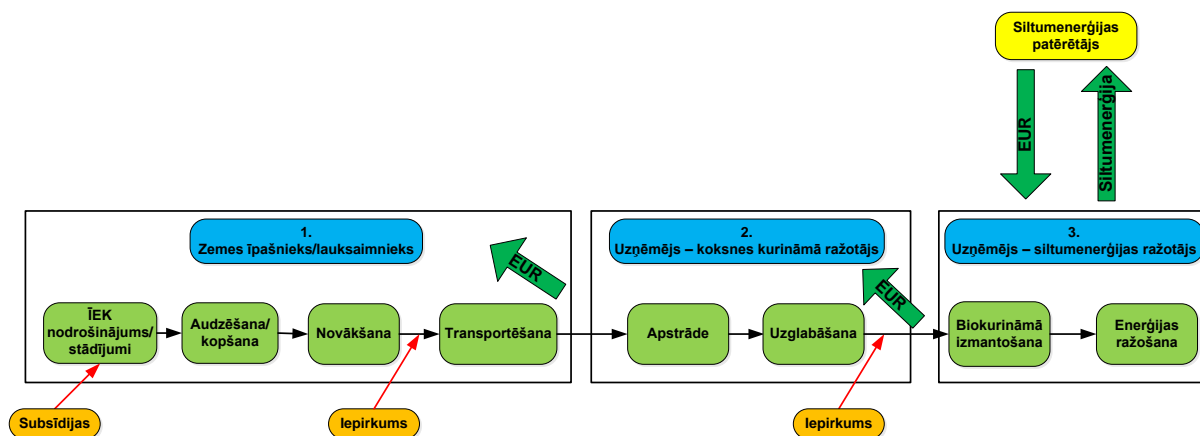 Siltumenerģijas
patērētājs
EUR
Siltumenerģija
1.
Zemes īpašnieks/lauksaimnieks
2.
Uzņēmējs – koksnes kurināmā ražotājs
3.
Uzņēmējs – siltumenerģijas ražotājs
EUR
EUR
ĪEK
nodrošinājums/
stādījumi
Audzēšana/
kopšana
Novākšana
Transportēšana
Apstrāde
Uzglabāšana
Biokurināmā
izmantošana
Enerģijas
ražošana
Subsīdijas
Iepirkums
Iepirkums